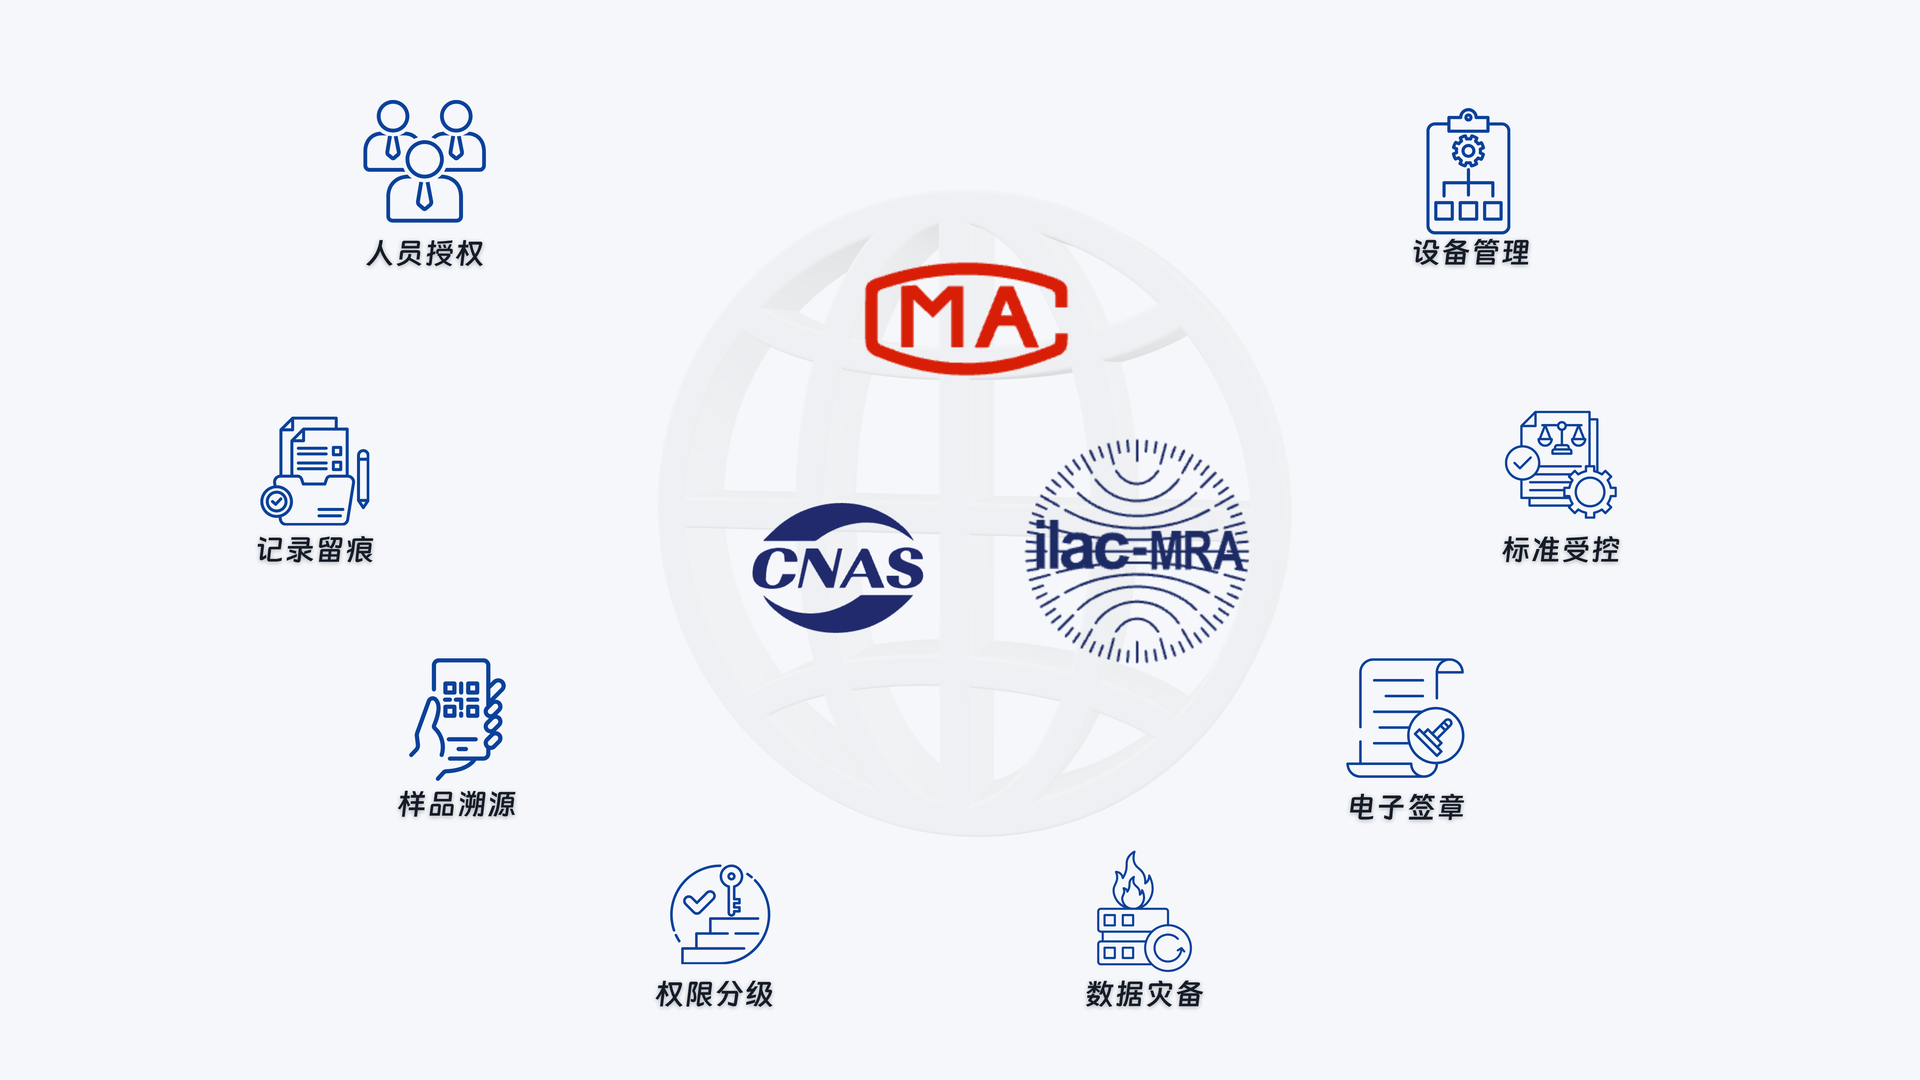 人员授权
设备管理
MA
记录留痕
标准受控
CNAS
ilac-MRA
样品溯源
电子签章
权限分级
数据灾备